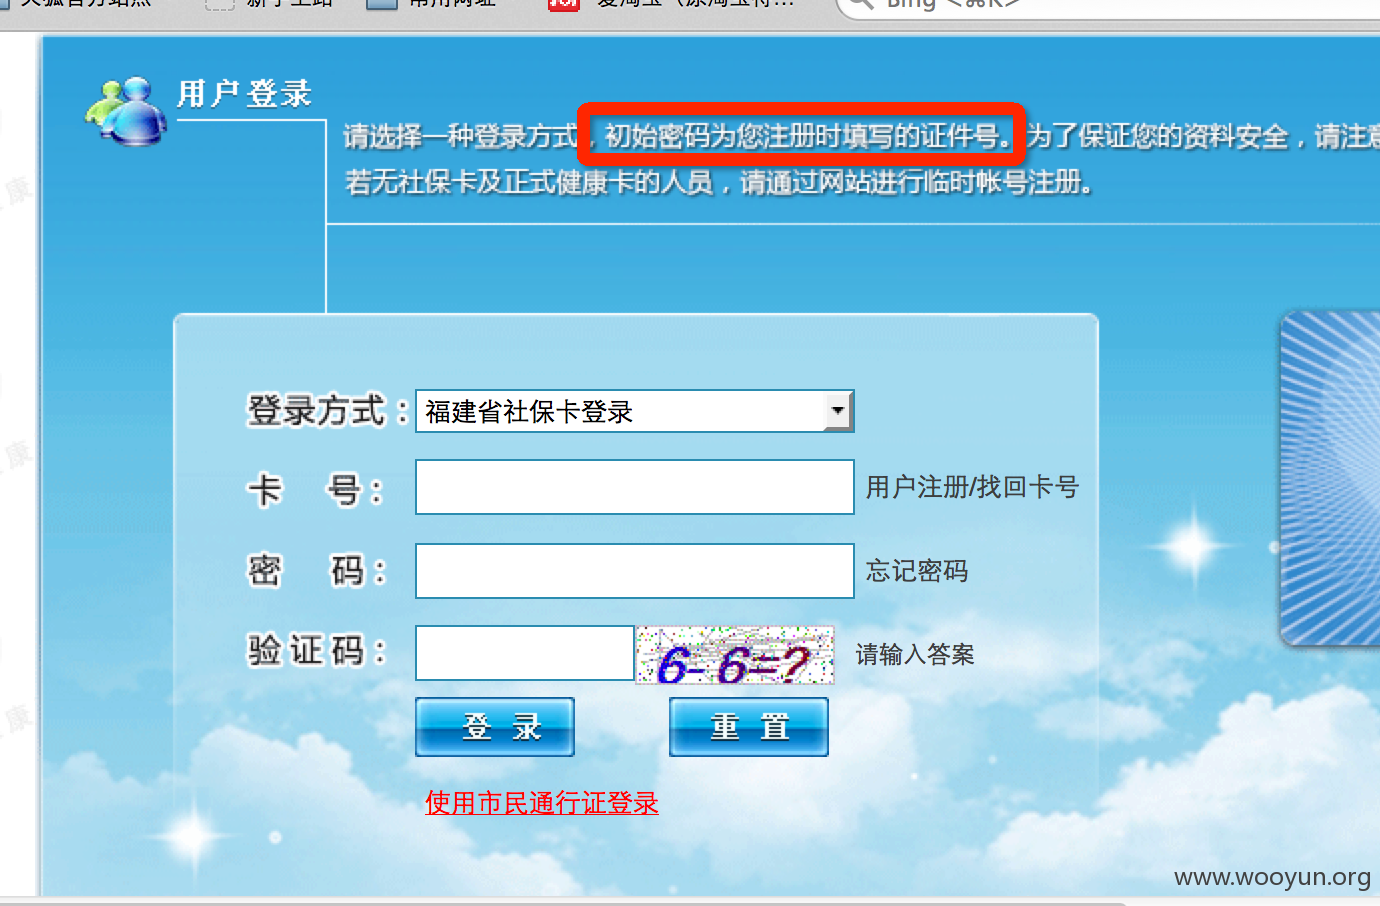 Bing <⌘K>
用户登录
请选择一种登录方式，初始密码为您注册时填写的证件号。为了保证您的资料安全，请注意
若无社保卡及正式健康卡的人员，请通过网站进行临时帐号注册。
登录方式：
福建省社保卡登录
卡 号：
用户注册/找回卡号
密 码：
忘记密码
验证码：
6-6=?
请输入答案
登 录
重 置
使用市民通行证登录
康
康
康
www.wooyun.org